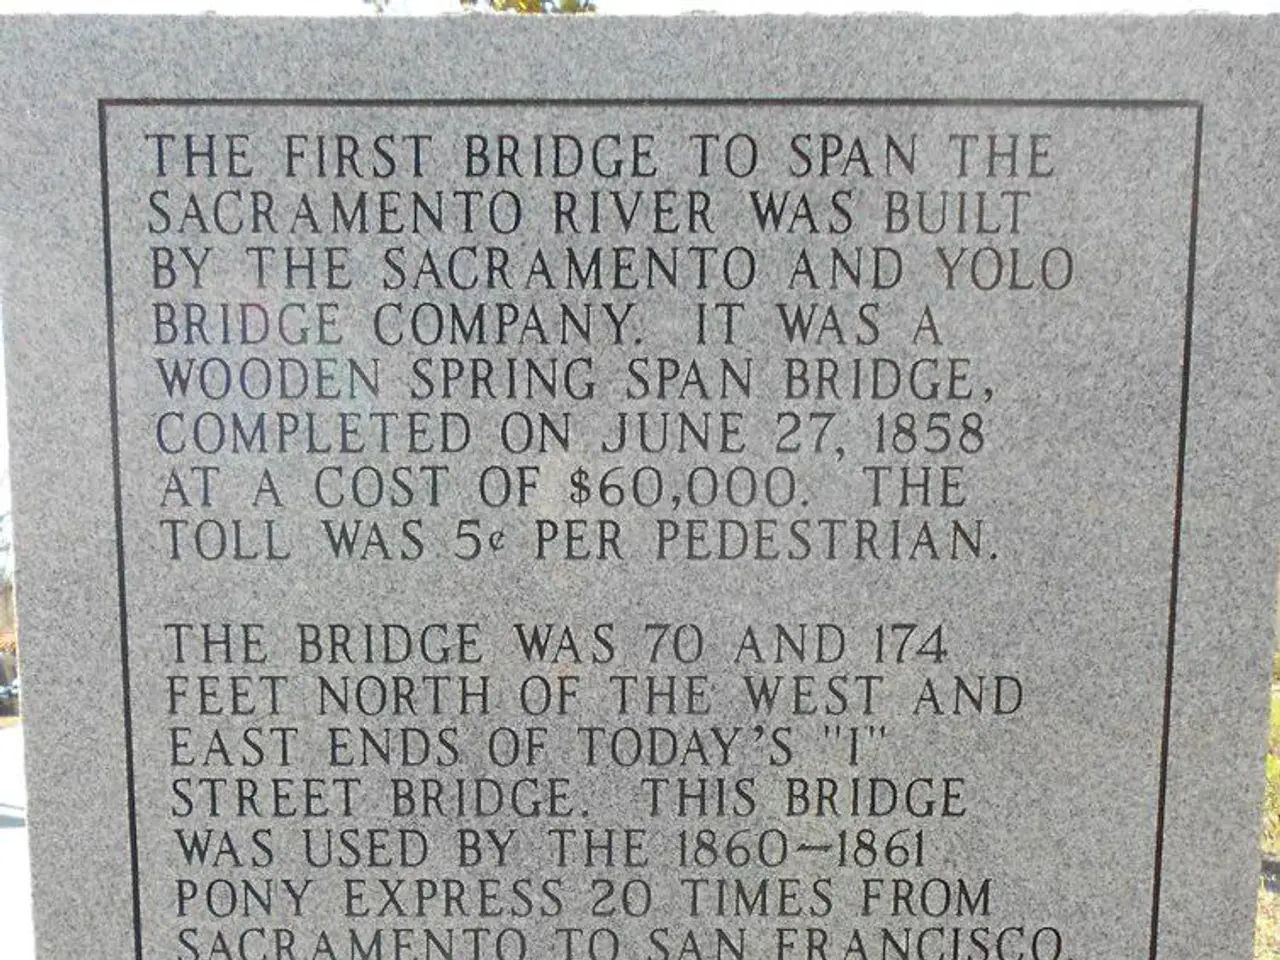 THE FIRST BRIDGE TO SPAN THE
SACRAMENTO RIVER WAS BUILT
BY THE SACRAMENTO AND YOLO
BRIDGE COMPANY. IT WAS A
WOODEN SPRING SPAN BRIDGE,
COMPLETED ON JUNE 27, 1858
AT A COST OF $60,000. THE
TOLL WAS 5¢ PER PEDESTRIAN.
THE BRIDGE WAS 70 AND 174
FEET NORTH OF THE WEST AND
EAST ENDS OF TODAY'S "I"
STREET BRIDGE. THIS BRIDGE
WAS USED BY THE 1860–1861
PONY EXPRESS 20 TIMES FROM
SACRAMENTO TO SAN FRANCISCO.